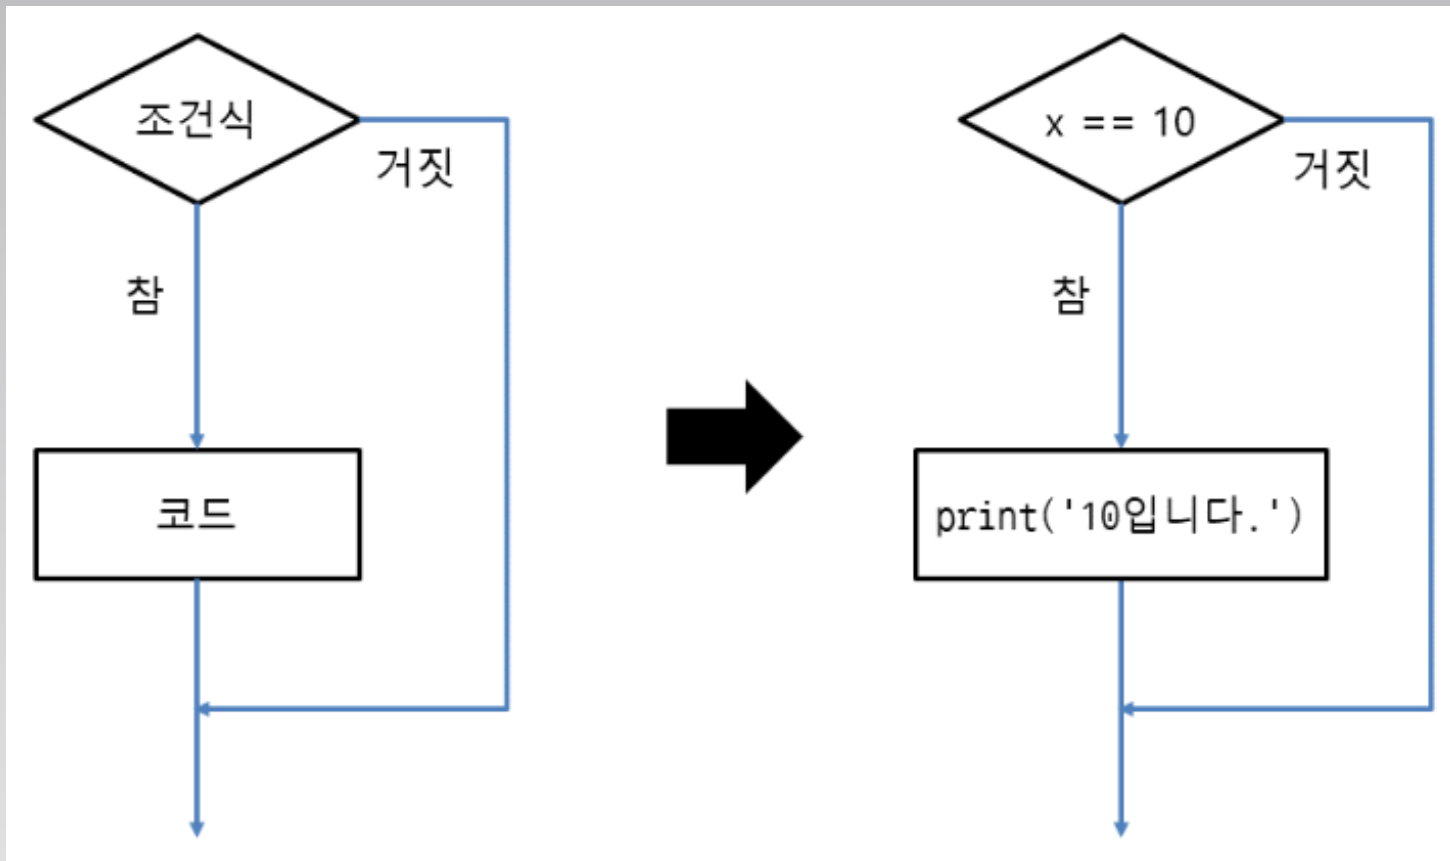 조건식
거짓
참
코드
x == 10
거짓
참
print('10입니다.')